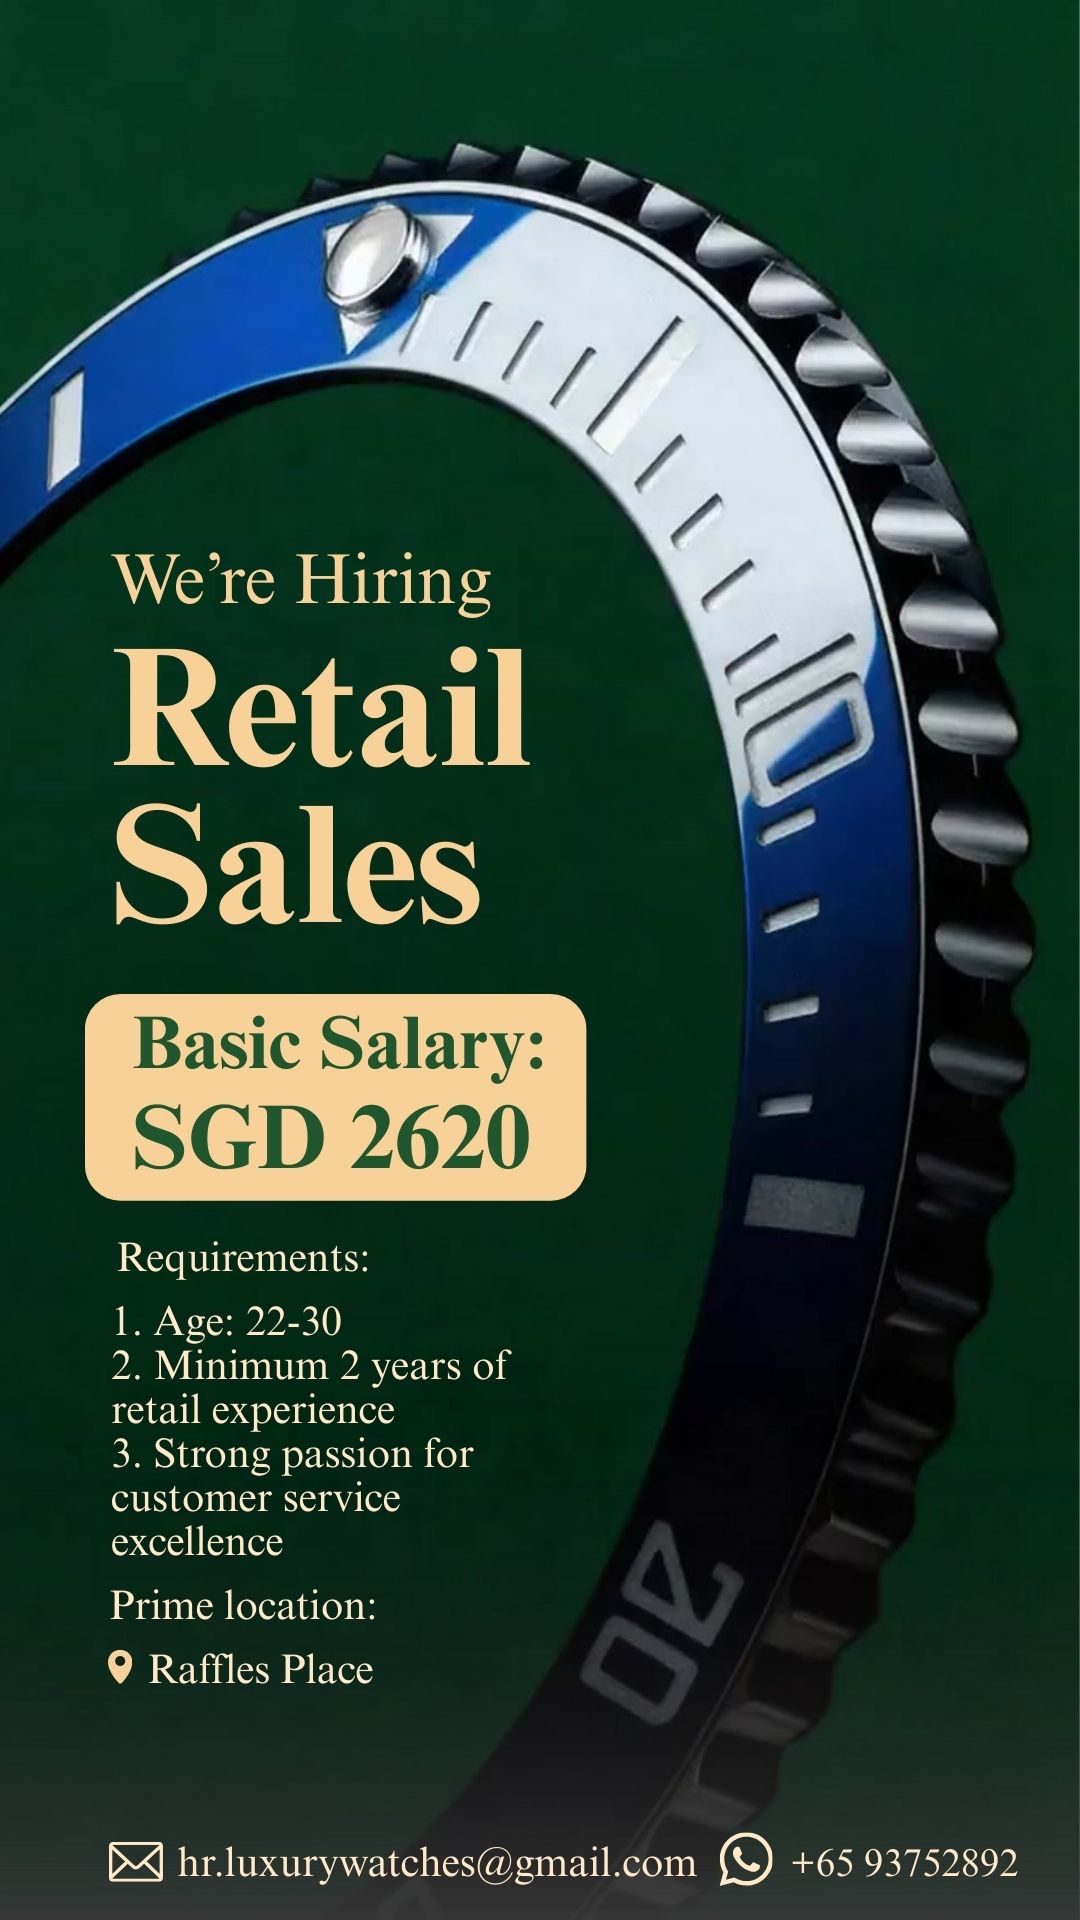 We’re Hiring
Retail
Sales
Basic Salary:
SGD 2620
Requirements:
1. Age: 22-30
2. Minimum 2 years of
retail experience
3. Strong passion for
customer service
excellence
Prime location:
Raffles Place
hr.luxurywatches@gmail.com
+65 93752892
10
20